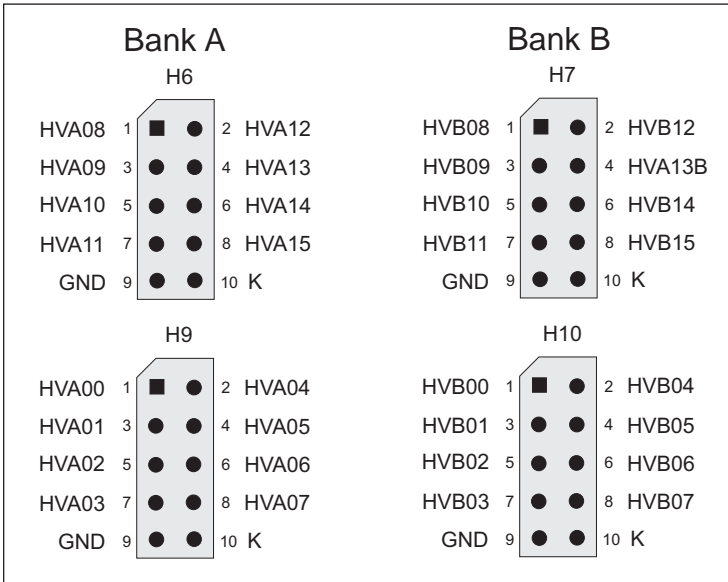 Bank A Bank B
H6 H7
HVA08 1 2 HVA12 HVB08 1 2 HVB12
HVA09 3 4 HVA13 HVB09 3 4 HVA13B
HVA10 5 6 HVA14 HVB10 5 6 HVB14
HVA11 7 8 HVA15 HVB11 7 8 HVB15
GND 9 10 K GND 9 10 K
H9 H10
HVA00 1 2 HVA04 HVB00 1 2 HVB04
HVA01 3 4 HVA05 HVB01 3 4 HVB05
HVA02 5 6 HVA06 HVB02 5 6 HVB06
HVA03 7 8 HVA07 HVB03 7 8 HVB07
GND 9 10 K GND 9 10 K